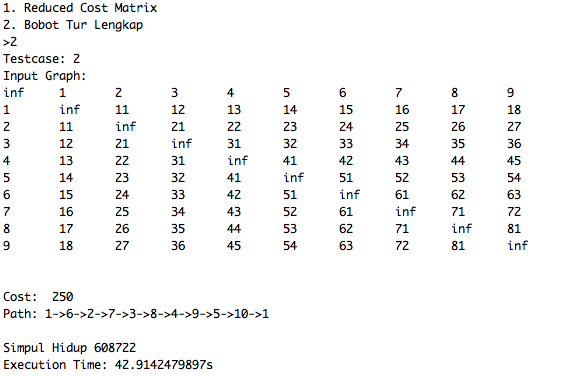 1. Reduced Cost Matrix
2. Bobot Tur Lengkap
>2
Testcase: 2
Input Graph:
inf 1 2 3 4 5 6 7 8 9
1 inf 11 12 13 14 15 16 17 18
2 11 inf 21 22 23 24 25 26 27
3 12 21 inf 31 32 33 34 35 36
4 13 22 31 inf 41 42 43 44 45
5 14 23 32 41 inf 51 52 53 54
6 15 24 33 42 51 inf 61 62 63
7 16 25 34 43 52 61 inf 71 72
8 17 26 35 44 53 62 71 inf 81
9 18 27 36 45 54 63 72 81 inf
Cost:  250
Path: 1->6->2->7->3->8->4->9->5->10->1
Simpul Hidup 608722
Execution Time: 42.9142479897s